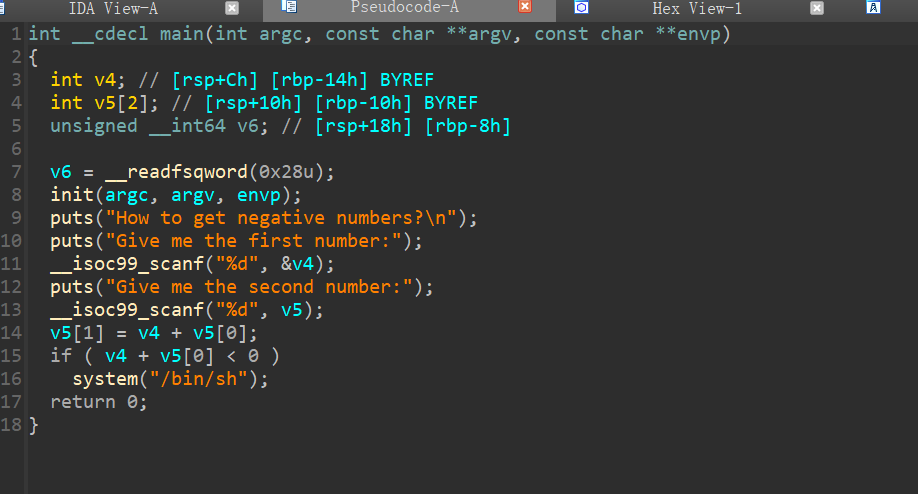 IDA View-A Pseudocode-A Hex View-1 A
1 int __cdecl main(int argc, const char **argv, const char **envp)
2 {
3   int v4; // [rsp+Ch] [rbp-14h] BYREF
4   int v5[2]; // [rsp+10h] [rbp-10h] BYREF
5   unsigned __int64 v6; // [rsp+18h] [rbp-8h]
6
7   v6 = __readfsqword(0x28u);
8   init(argc, argv, envp);
9   puts("How to get negative numbers?\n");
10   puts("Give me the first number:");
11   __isoc99_scanf("%d", &v4);
12   puts("Give me the second number:");
13   __isoc99_scanf("%d", v5);
14   v5[1] = v4 + v5[0];
15   if ( v4 + v5[0] < 0 )
16     system("/bin/sh");
17   return 0;
18 }